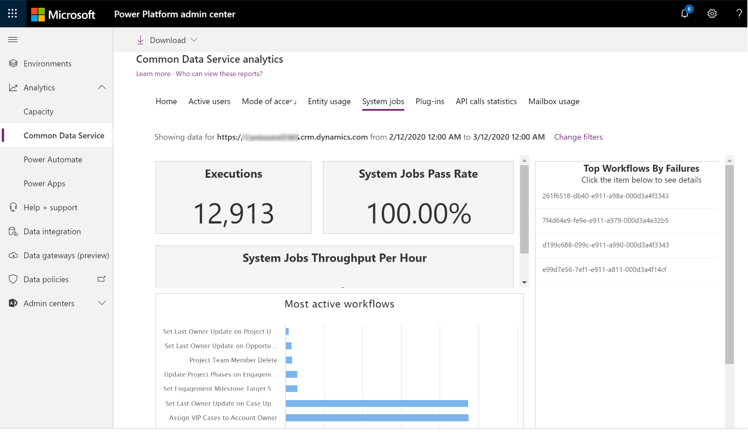 Microsoft Power Platform admin center 6 ?
Download
Common Data Service analytics
Learn more · Who can view these reports?
Home Active users Mode of access Entity usage System jobs Plug-ins API calls statistics Mailbox usage
Showing data for https:// .crm.dynamics.com from 2/12/2020 12:00 AM to 3/12/2020 12:00 AM Change filters
Environments
Analytics
Capacity
Common Data Service
Power Automate
Power Apps
Help + support
Data integration
Data gateways (preview)
Data policies
Admin centers
Executions
12,913
System Jobs Pass Rate
100.00%
System Jobs Throughput Per Hour
Top Workflows By Failures
Click the item below to see details
261f6518-db40-e911-a98a-000d3a4f3343
7f4d64e9-fe9e-e911-a979-000d3a4e32b5
d199c688-099c-e911-a990-000d3a4f3343
e99d7e56-7ef1-e911-a811-000d3a4f14cf
Most active workflows
Set Last Owner Update on Project U...
Set Last Owner Update on Opportu...
Project Team Member Delete
Update Project Phases on Engagem...
Set Engagement Milestone Target S...
Set Last Owner Update on Case Up...
Assign VIP Cases to Account Owner